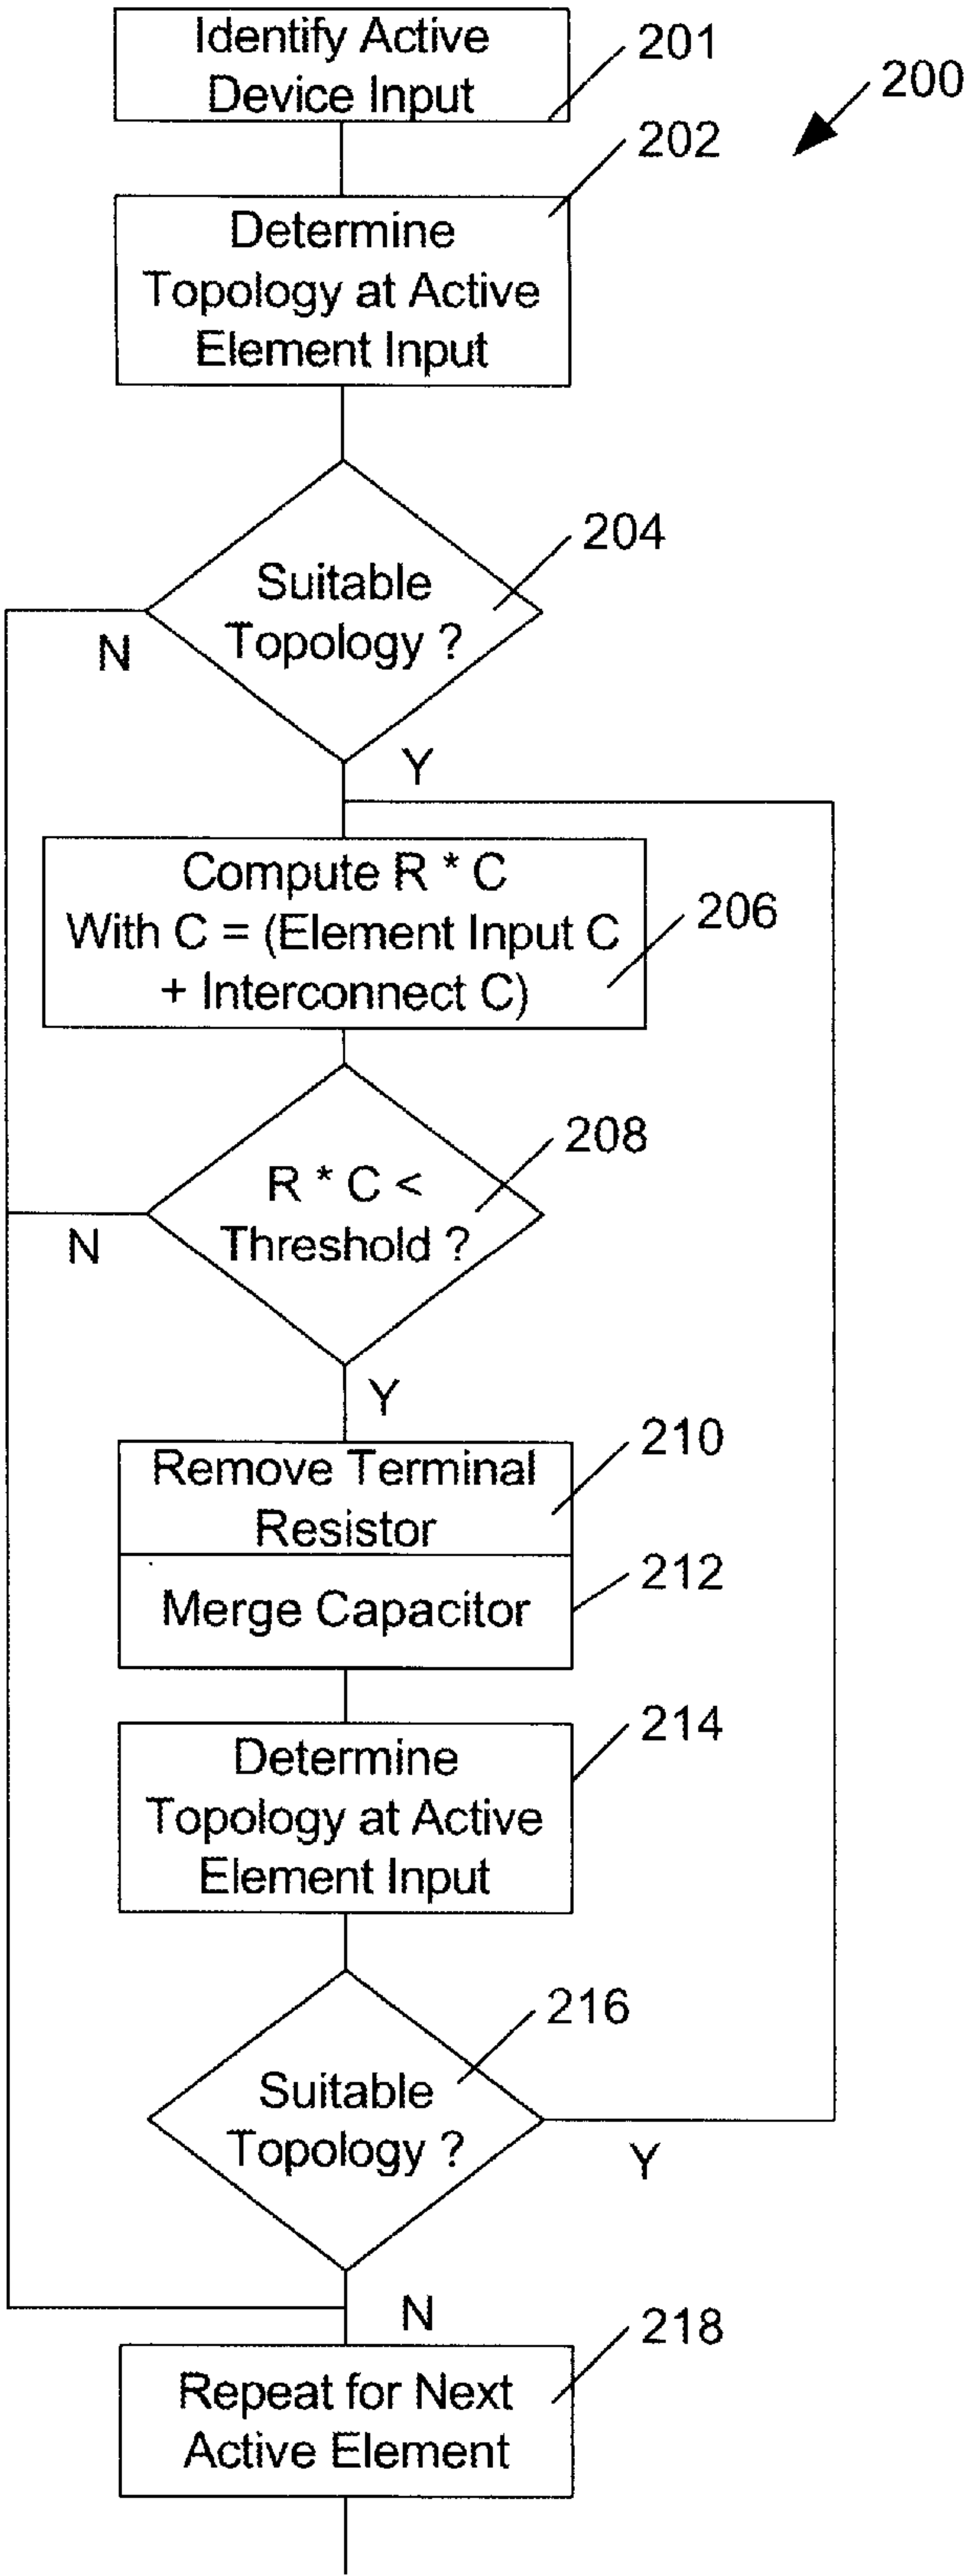 Identify Active
Device Input
201
200
202
Determine
Topology at Active
Element Input
204
Suitable
Topology ?
N
Y
Compute R * C
With C = (Element Input C
+ Interconnect C)
206
208
R * C <
Threshold ?
N
Y
210
Remove Terminal
Resistor
212
Merge Capacitor
214
Determine
Topology at Active
Element Input
216
Suitable
Topology ?
Y
N
218
Repeat for Next
Active Element